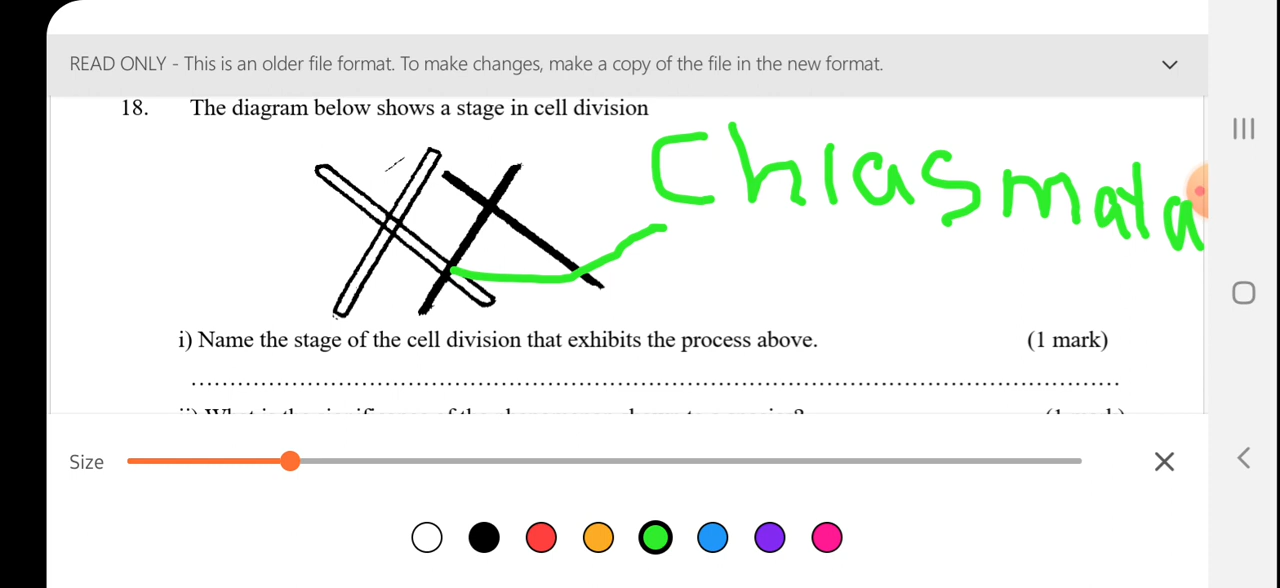 READ ONLY - This is an older file format. To make changes, make a copy of the file in the new format.
18. The diagram below shows a stage in cell division
Chiasmata
i) Name the stage of the cell division that exhibits the process above. (1 mark)
Size